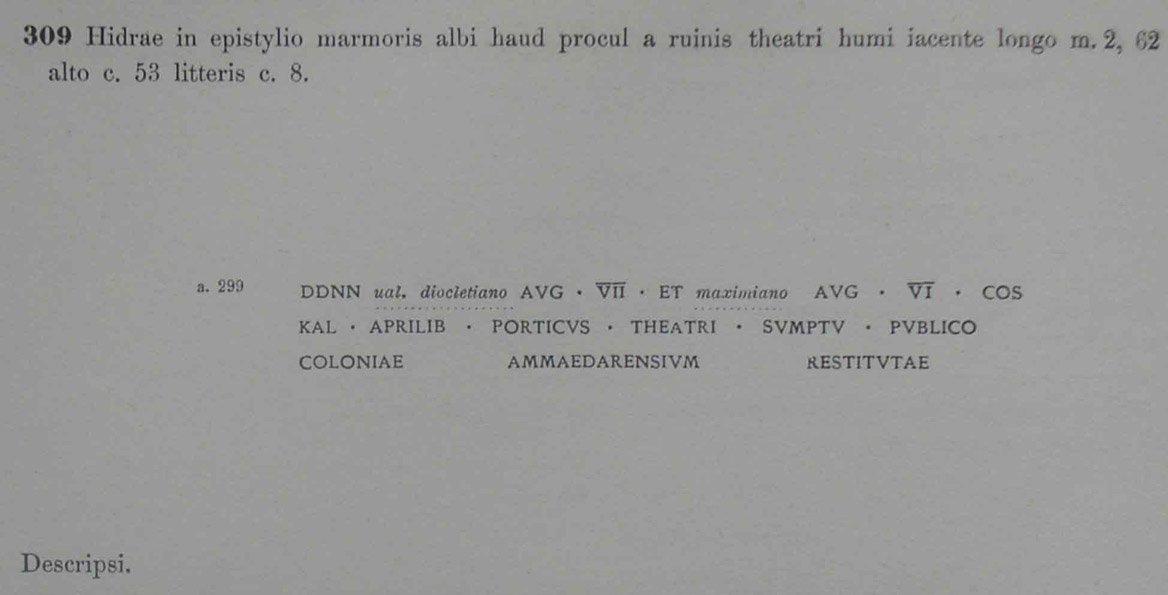 309 Hidrae in epistylio marmoris albi haud procul a ruinis theatri humi iacente longo m. 2, 62
alto c. 53 litteris c. 8.
a. 299 DDNN ual. diocletiano AVG · V̅I̅I̅ · ET maximiano AVG · V̅I̅ · COS
KAL · APRILIB · PORTICVS · THEATRI · SVMPTV · PVBLICO
COLONIAE AMMAEDARENSIVM RESTITVTAE
Descripsi.